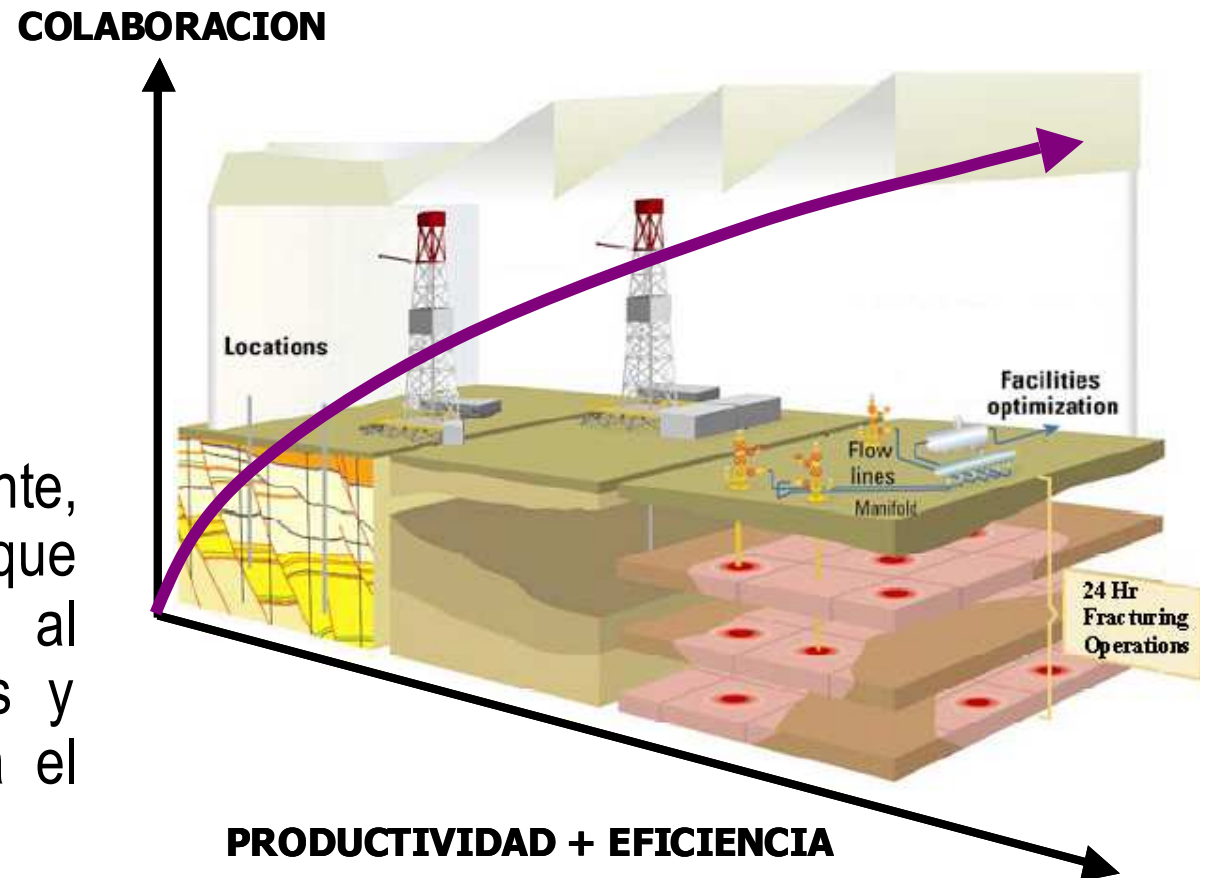 COLABORACION
Locations
Facilities
optimization
Flow
lines
Manifold
24 Hr
Fracturing
Operations
nte,
que
al
s y
a el
PRODUCTIVIDAD + EFICIENCIA